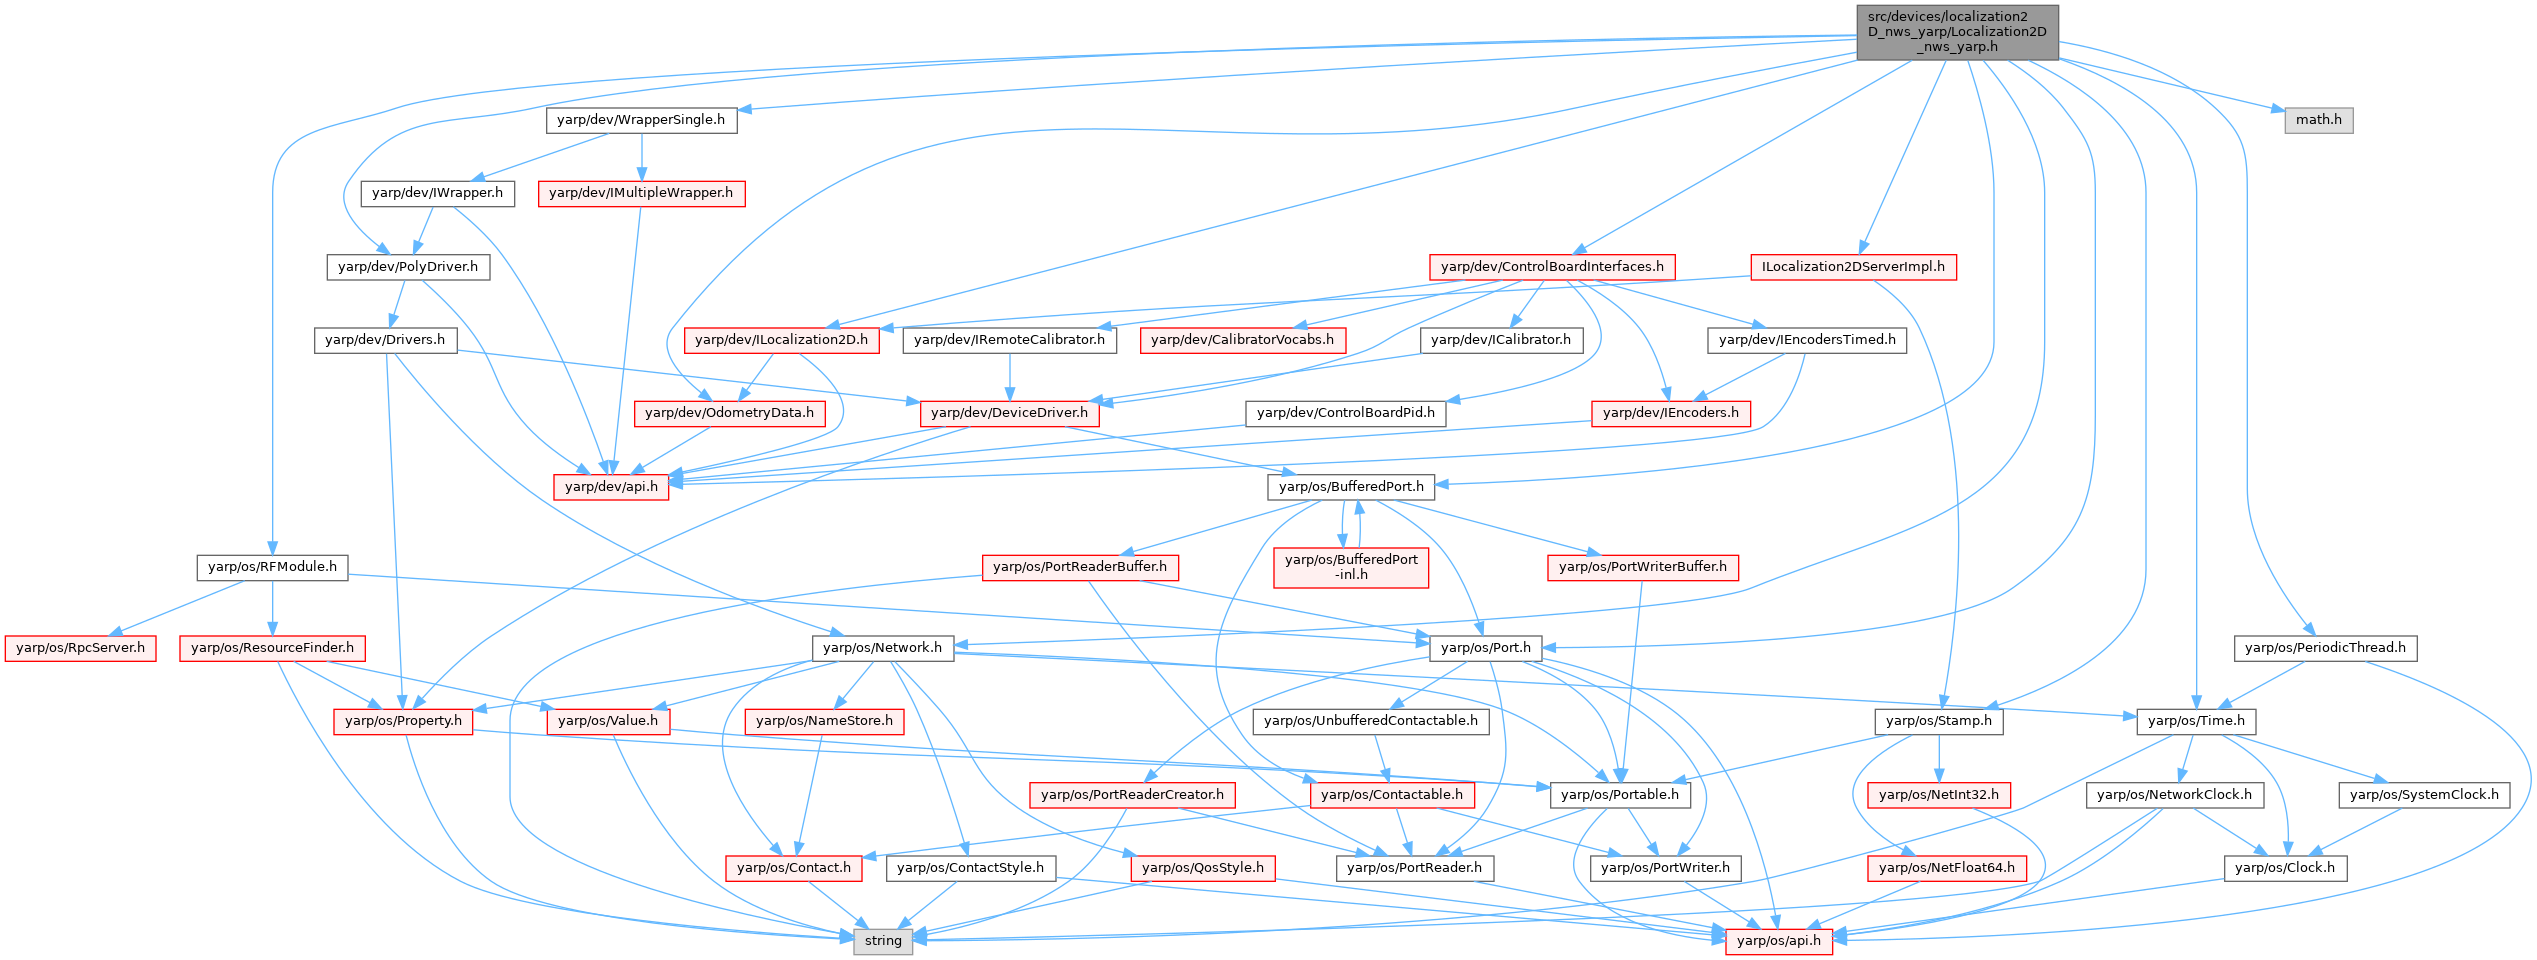 src/devices/localization2
D_nws_yarp/Localization2D
_nws_yarp.h
yarp/dev/WrapperSingle.h
math.h
yarp/dev/IWrapper.h
yarp/dev/IMultipleWrapper.h
yarp/dev/PolyDriver.h
yarp/dev/ControlBoardInterfaces.h
ILocalization2DServerImpl.h
yarp/dev/Drivers.h
yarp/dev/ILocalization2D.h
yarp/dev/IRemoteCalibrator.h
yarp/dev/CalibratorVocabs.h
yarp/dev/ICalibrator.h
yarp/dev/IEncodersTimed.h
yarp/dev/OdometryData.h
yarp/dev/DeviceDriver.h
yarp/dev/ControlBoardPid.h
yarp/dev/IEncoders.h
yarp/dev/api.h
yarp/os/BufferedPort.h
yarp/os/RFModule.h
yarp/os/PortReaderBuffer.h
yarp/os/BufferedPort
-inl.h
yarp/os/PortWriterBuffer.h
yarp/os/RpcServer.h
yarp/os/ResourceFinder.h
yarp/os/Network.h
yarp/os/Port.h
yarp/os/PeriodicThread.h
yarp/os/Property.h
yarp/os/Value.h
yarp/os/NameStore.h
yarp/os/UnbufferedContactable.h
yarp/os/Stamp.h
yarp/os/Time.h
yarp/os/PortReaderCreator.h
yarp/os/Contactable.h
yarp/os/Portable.h
yarp/os/NetInt32.h
yarp/os/NetworkClock.h
yarp/os/SystemClock.h
yarp/os/Contact.h
yarp/os/ContactStyle.h
yarp/os/QosStyle.h
yarp/os/PortReader.h
yarp/os/PortWriter.h
yarp/os/NetFloat64.h
yarp/os/Clock.h
string
yarp/os/api.h